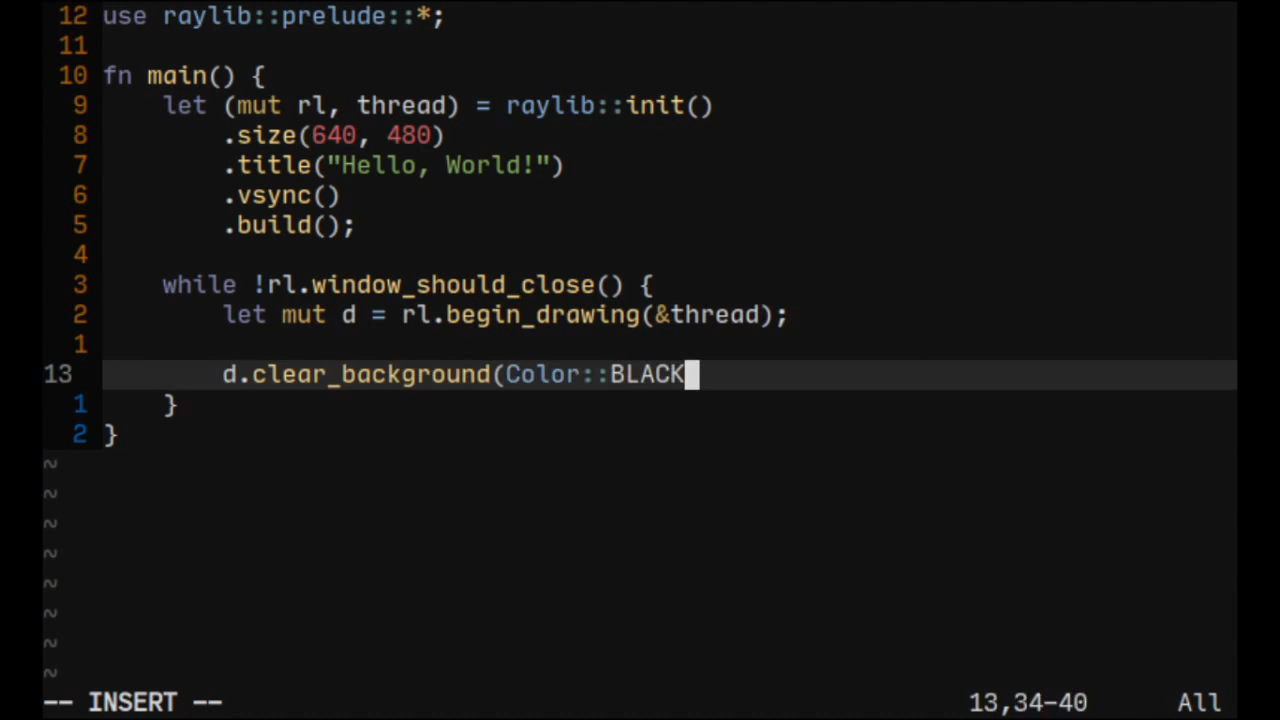 12 use raylib::prelude::*;
11
10 fn main() {
9     let (mut rl, thread) = raylib::init()
8         .size(640, 480)
7         .title("Hello, World!")
6         .vsync()
5         .build();
4
3     while !rl.window_should_close() {
2         let mut d = rl.begin_drawing(&thread);
1
13         d.clear_background(Color::BLACK
1     }
2 }
~
~
~
~
~
~
~
~
-- INSERT -- 13,34-40 All